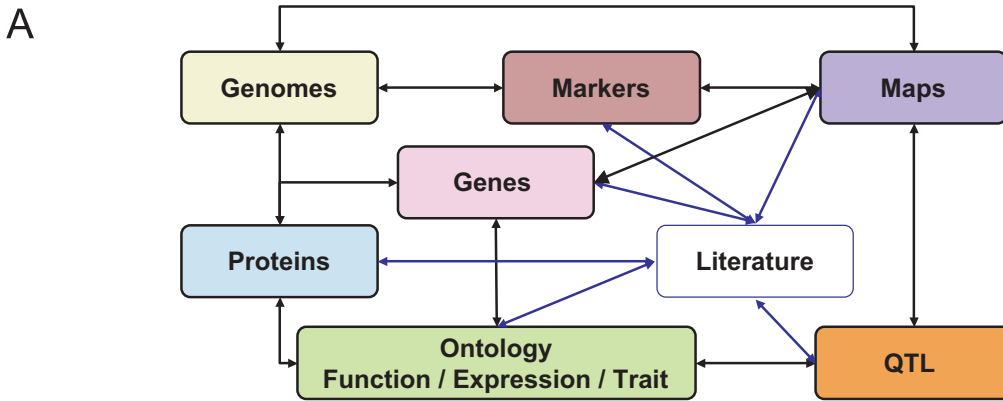 A
Genomes
Markers
Maps
Genes
Proteins
Literature
Ontology
Function / Expression / Trait
QTL